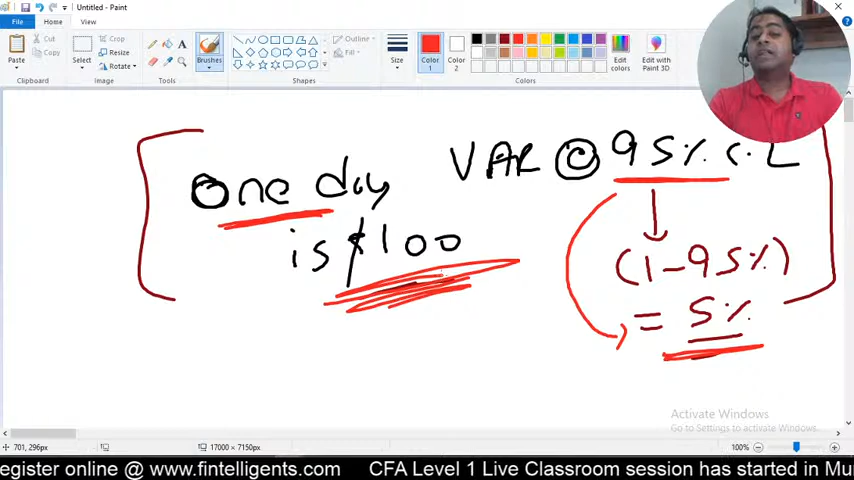 Untitled - Paint
File
Home
View
Paste
Cut
Copy
Clipboard
Select
Crop
Resize
Rotate
Image
A
Tools
Brushes
Outline
Fill
Shapes
Size
Color 1
Color 2
Colors
Edit colors
Edit with Paint 3D
One day VAR @ 95% C.L
is $100
(1-95%)
= 5%
Activate Windows
Go to Settings to activate Windows.
701, 296px
17000 × 7150px
100%
egister online @ www.fintelligents.com CFA Level 1 Live Classroom session has started in Mu